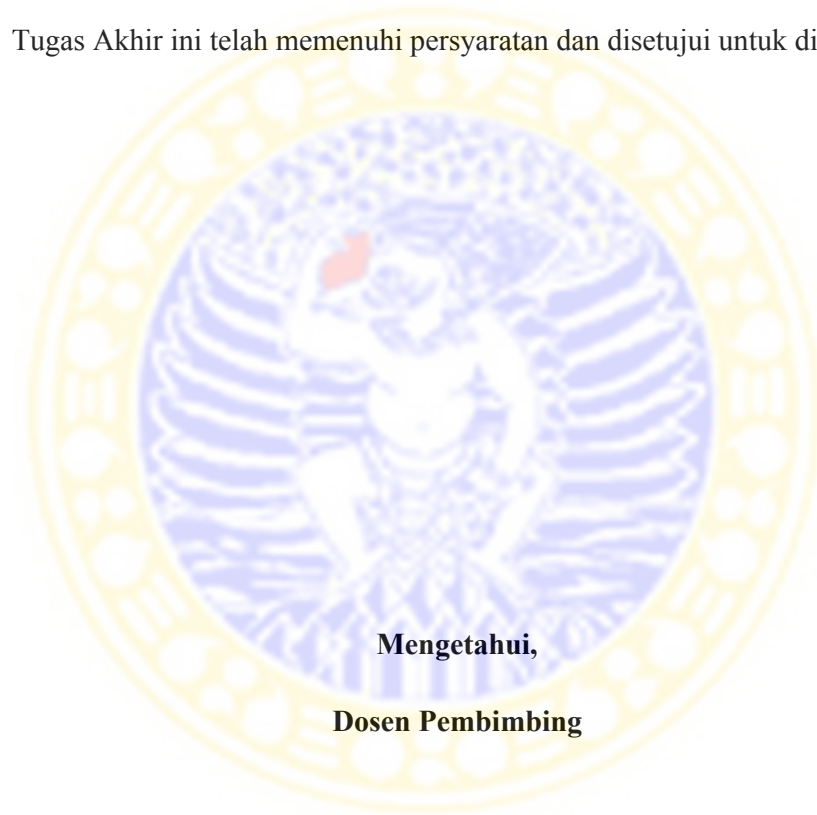 Tugas Akhir ini telah memenuhi persyaratan dan disetujui untuk di
Mengetahui,
Dosen Pembimbing